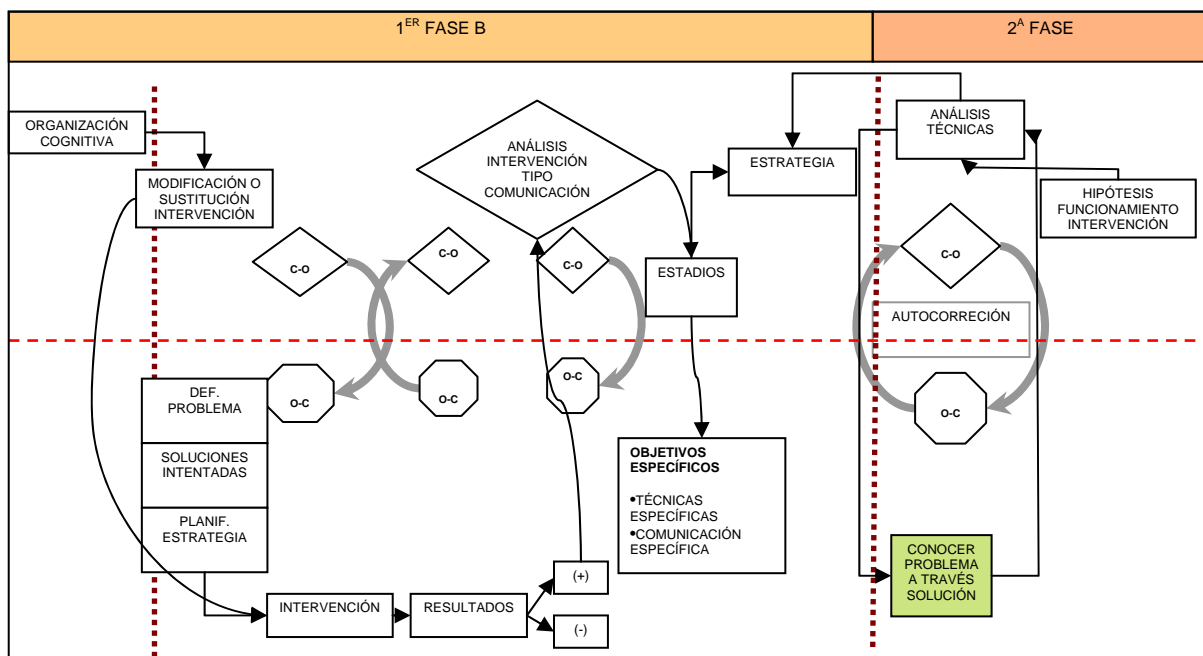 1ER FASE B
2A FASE
ORGANIZACIÓN
COGNITIVA
MODIFICACIÓN O
SUSTITUCIÓN
INTERVENCIÓN
ANÁLISIS
INTERVENCIÓN
TIPO
COMUNICACIÓN
ESTRATEGIA
ANÁLISIS
TÉCNICAS
HIPÓTESIS
FUNCIONAMIENTO
INTERVENCIÓN
C-O
C-O
C-O
ESTADIOS
C-O
AUTOCORRECIÓN
DEF.
PROBLEMA
O-C
O-C
O-C
O-C
SOLUCIONES
INTENTADAS
PLANIF.
ESTRATEGIA
OBJETIVOS
ESPECÍFICOS
•TÉCNICAS
ESPECÍFICAS
•COMUNICACIÓN
ESPECÍFICA
CONOCER
PROBLEMA
A TRAVÉS
SOLUCIÓN
INTERVENCIÓN
RESULTADOS
(+)
(-)